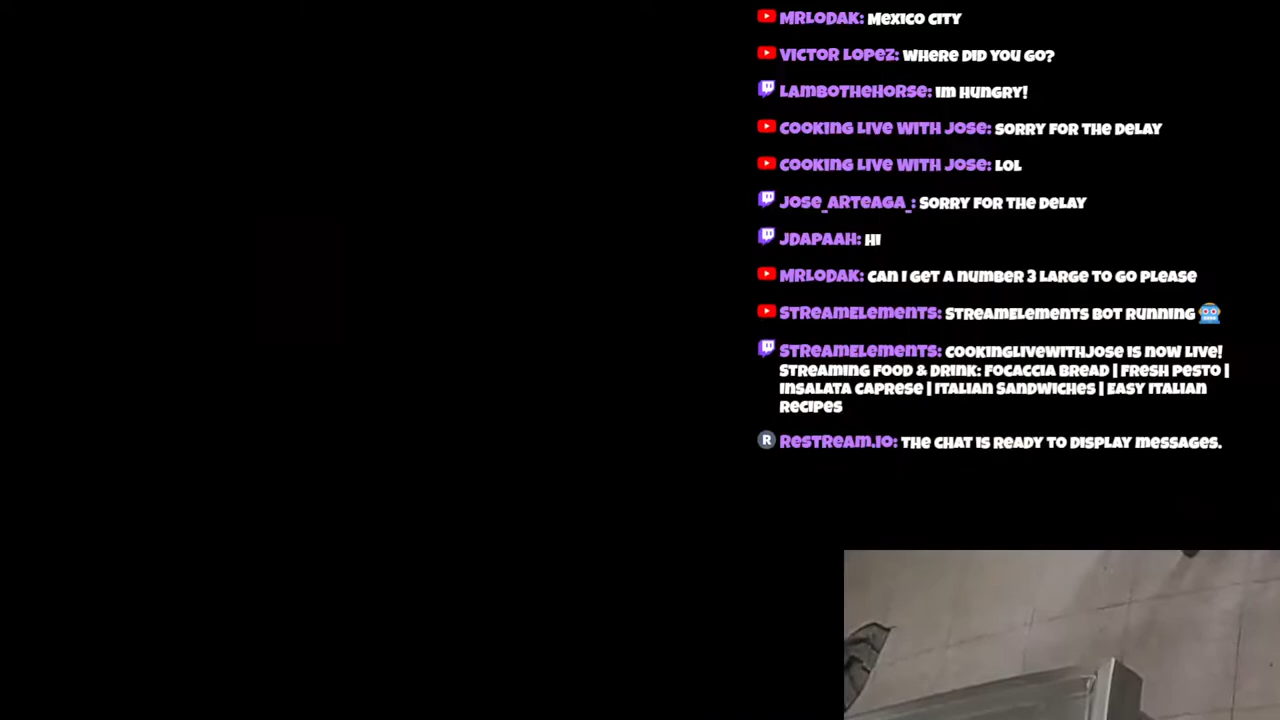 MRLODAK: MEXICO CITY
VICTOR LOPEZ: WHERE DID YOU GO?
LAMBOTHEHORSE: IM HUNGRY!
COOKING LIVE WITH JOSE: SORRY FOR THE DELAY
COOKING LIVE WITH JOSE: LOL
JOSE_ARTEAGA_: SORRY FOR THE DELAY
JDAPAAH: HI
MRLODAK: CAN I GET A NUMBER 3 LARGE TO GO PLEASE
STREAMELEMENTS: STREAMELEMENTS BOT RUNNING
STREAMELEMENTS: COOKINGLIVEWITHJOSE IS NOW LIVE!
STREAMING FOOD & DRINK: FOCACCIA BREAD | FRESH PESTO |
INSALATA CAPRESE | ITALIAN SANDWICHES | EASY ITALIAN
RECIPES
R RESTREAM.IO: THE CHAT IS READY TO DISPLAY MESSAGES.